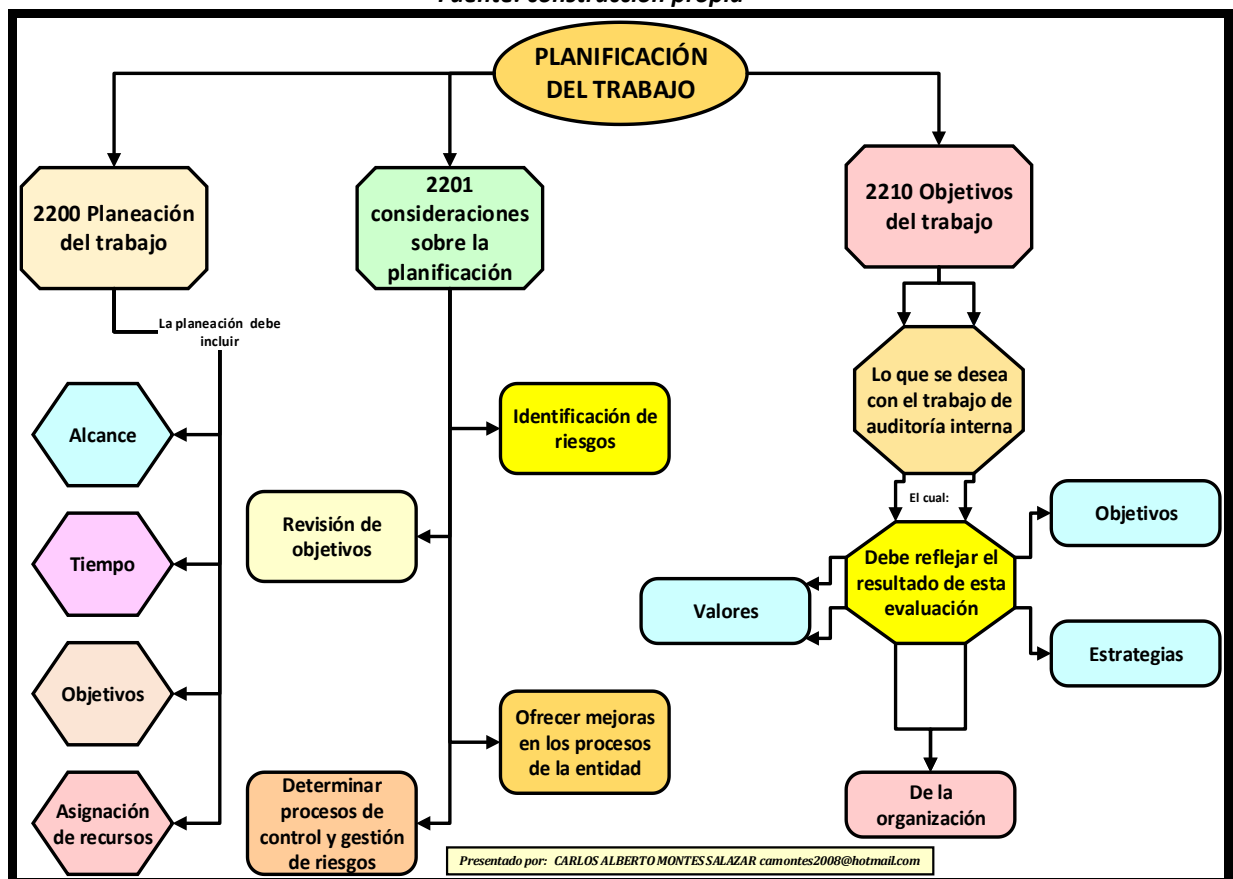 Fuente: construcción propia
PLANIFICACIÓN
DEL TRABAJO
2200 Planeación
del trabajo
2201
consideraciones
sobre la
planificación
2210 Objetivos
del trabajo
La planeación debe
incluir
Alcance
Tiempo
Objetivos
Asignación
de recursos
Identificación de
riesgos
Revisión de
objetivos
Ofrecer mejoras
en los procesos
de la entidad
Determinar
procesos de
control y gestión
de riesgos
Lo que se desea
con el trabajo de
auditoría interna
El cual:
Debe reflejar el
resultado de esta
evaluación
Valores
Objetivos
Estrategias
De la
organización
Presentado por: CARLOS ALBERTO MONTES SALAZAR camontes2008@hotmail.com